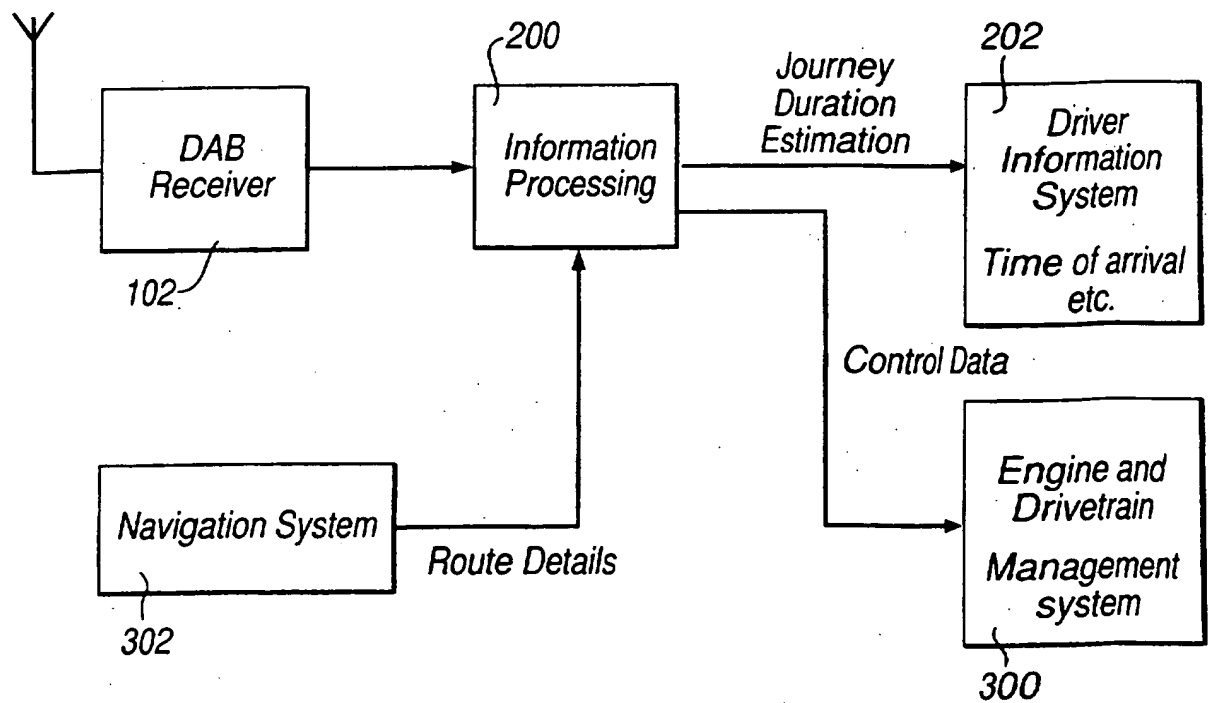 200
202
Journey
Duration
Estimation
DAB
Receiver
Information
Processing
Driver
Information
System
Time of arrival
etc.
102
Control Data
Navigation System
Route Details
Engine and
Drivetrain
Management
system
302
300